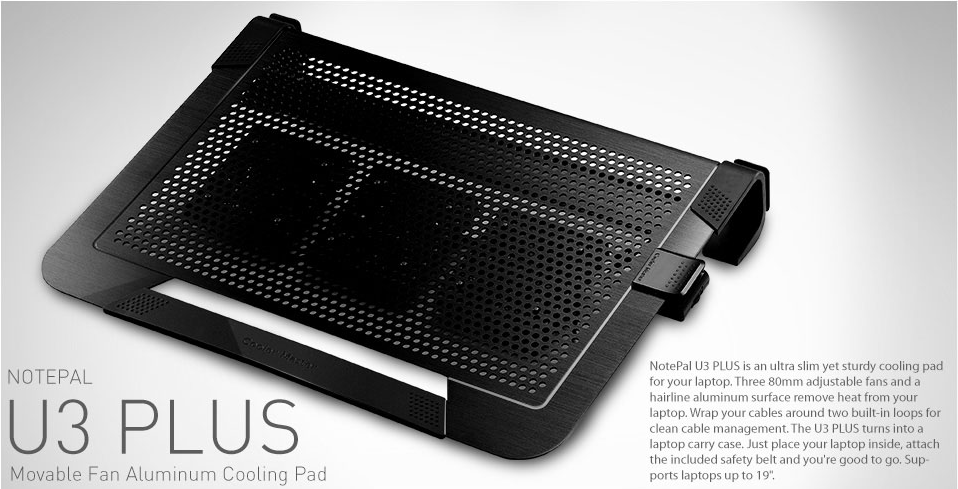 Cooler Master
Cooler Master
NOTEPAL
U3 PLUS
Movable Fan Aluminum Cooling Pad
NotePal U3 PLUS is an ultra slim yet sturdy cooling pad
for your laptop. Three 80mm adjustable fans and a
hairline aluminum surface remove heat from your
laptop. Wrap your cables around two built-in loops for
clean cable management. The U3 PLUS turns into a
laptop carry case. Just place your laptop inside, attach
the included safety belt and you're good to go. Sup-
ports laptops up to 19".